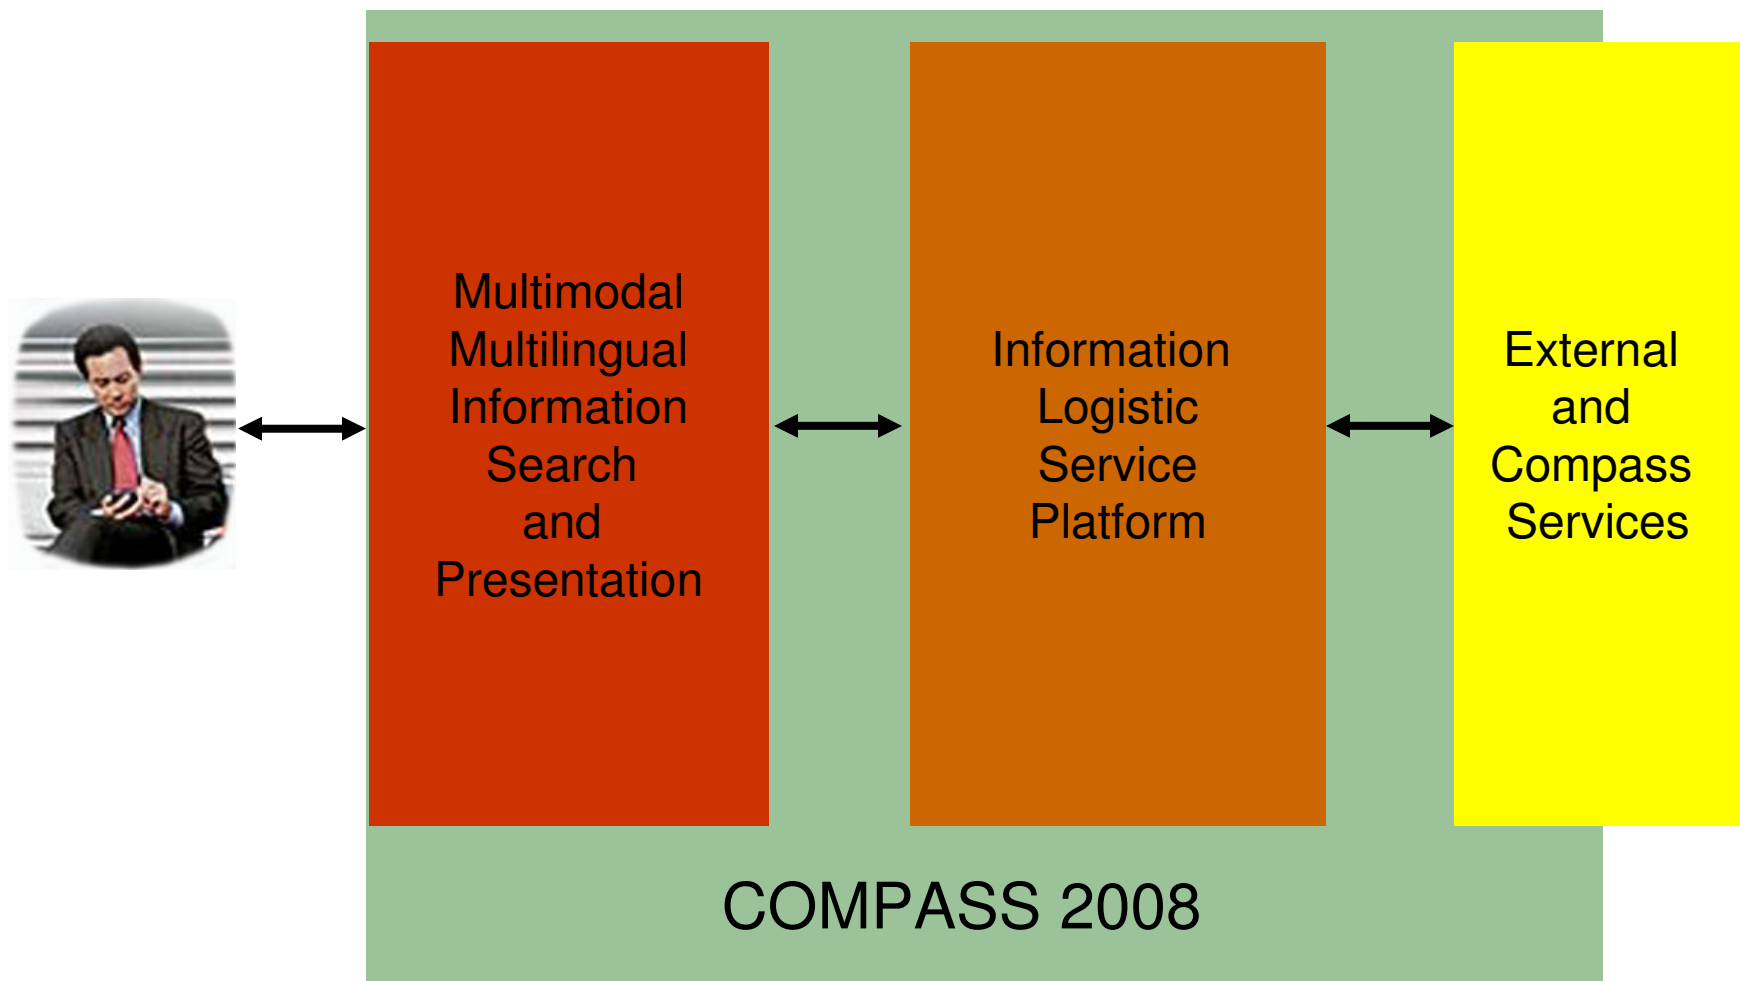 Multimodal
Multilingual
Information
Search
and
Presentation
Information
Logistic
Service
Platform
External
and
Compass
Services
COMPASS 2008